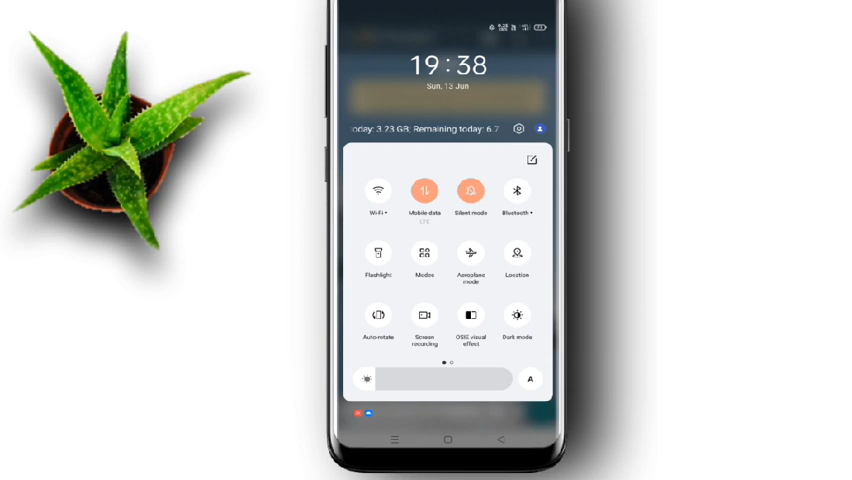 19:38
Sun, 13 Jun
oday: 3.23 GB; Remaining today: 6.7
Wi-Fi
Mobile data
LTE
Silent mode
Bluetooth
Flashlight
Modes
Aeroplane
mode
Location
Auto-rotate
Screen
recording
OSIE visual
effect
Dark mode
A